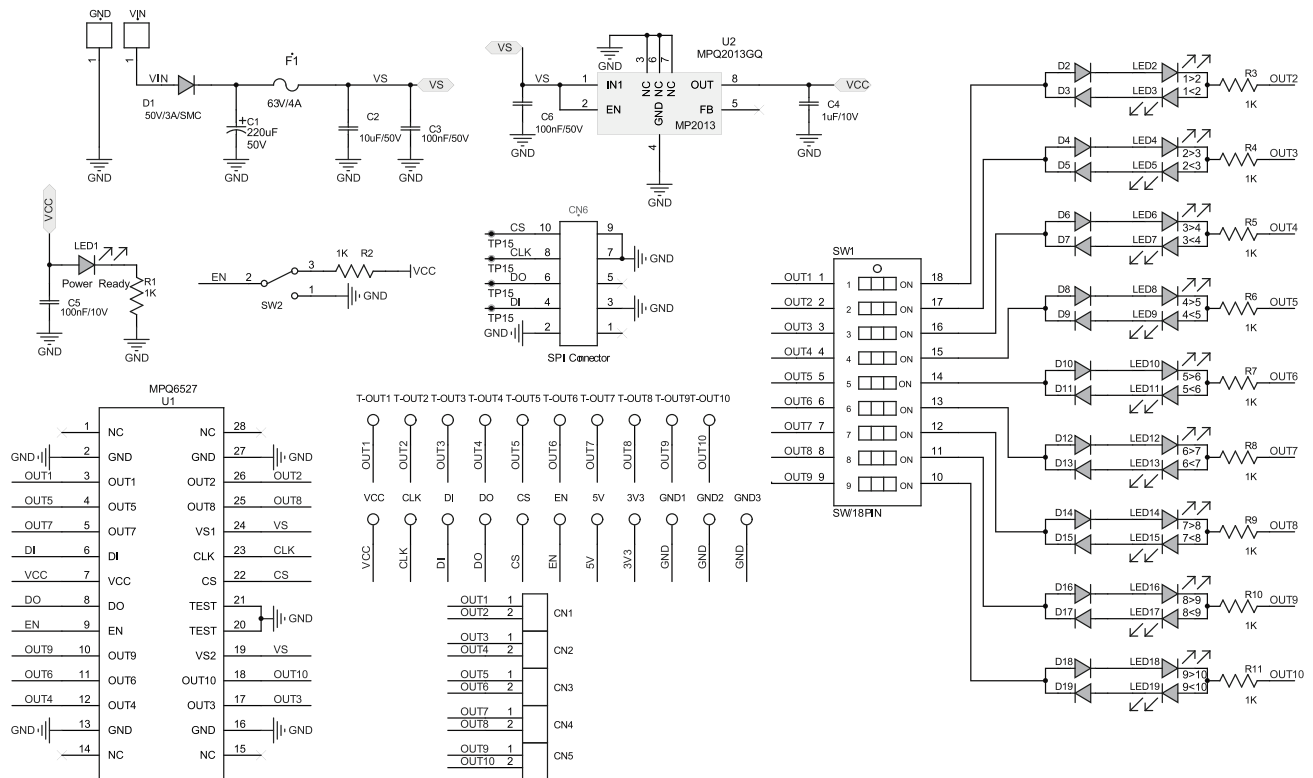 GND
VIN
1
1
VIN
D1
50V/3A/SMC
C1
220uF
50V
F1
63V/4A
VS
VS
C2
10uF/50V
C3
100nF/50V
GND
GND
GND
GND
VS
VS
C6
100nF/50V
GND
U2
MPQ2013GQ
GND
3
6
7
1
IN1
NC
NC
NC
OUT
8
VCC
2
EN
GND
FB
5
MP2013
4
GND
C4
1uF/10V
GND
VCC
LED1
Power Ready
R1
1K
C5
100nF/10V
GND
GND
EN
2
SW2
3
1K
R2
VCC
1
GND
CN6
CS
10
9
TP15
CLK
8
7
GND
TP15
DO
6
5
TP15
DI
4
3
GND
TP15
GND
2
1
SPI Connector
SW1
OUT1 1
1
ON
18
OUT2 2
2
ON
17
OUT3 3
3
ON
16
OUT4 4
4
ON
15
OUT5 5
5
ON
14
OUT6 6
6
ON
13
OUT7 7
7
ON
12
OUT8 8
8
ON
11
OUT9 9
9
ON
10
SW/18PIN
D2
LED2
1>2
R3
OUT2
D3
LED3
1<2
1K
D4
LED4
2>3
R4
OUT3
D5
LED5
2<3
1K
D6
LED6
3>4
R5
OUT4
D7
LED7
3<4
1K
D8
LED8
4>5
R6
OUT5
D9
LED9
4<5
1K
D10
LED10
5>6
R7
OUT6
D11
LED11
5<6
1K
D12
LED12
6>7
R8
OUT7
D13
LED13
6<7
1K
D14
LED14
7>8
R9
OUT8
D15
LED15
7<8
1K
D16
LED16
8>9
R10
OUT9
D17
LED17
8<9
1K
D18
LED18
9>10
R11
OUT10
D19
LED19
9<10
1K
MPQ6527
U1
1
NC
NC
28
GND
2
GND
GND
27
GND
OUT1
3
OUT1
OUT2
26
OUT2
OUT5
4
OUT5
OUT8
25
OUT8
OUT7
5
OUT7
VS1
24
VS
DI
6
DI
CLK
23
CLK
VCC
7
VCC
CS
22
CS
DO
8
DO
TEST
21
GND
EN
9
EN
TEST
20
OUT9
10
OUT9
VS2
19
VS
OUT6
11
OUT6
OUT10
18
OUT10
OUT4
12
OUT4
OUT3
17
OUT3
GND
13
GND
GND
16
GND
14
NC
NC
15
T-OUT1 T-OUT2 T-OUT3 T-OUT4 T-OUT5 T-OUT6 T-OUT7 T-OUT8 T-OUT9 T-OUT10
OUT1
OUT2
OUT3
OUT4
OUT5
OUT6
OUT7
OUT8
OUT9
OUT10
VCC CLK DI DO CS EN 5V 3V3 GND1 GND2 GND3
VCC
CLK
DI
DO
CS
EN
5V
3V3
GND
GND
GND
OUT1 1
OUT2 2
CN1
OUT3 1
OUT4 2
CN2
OUT5 1
OUT6 2
CN3
OUT7 1
OUT8 2
CN4
OUT9 1
OUT10 2
CN5